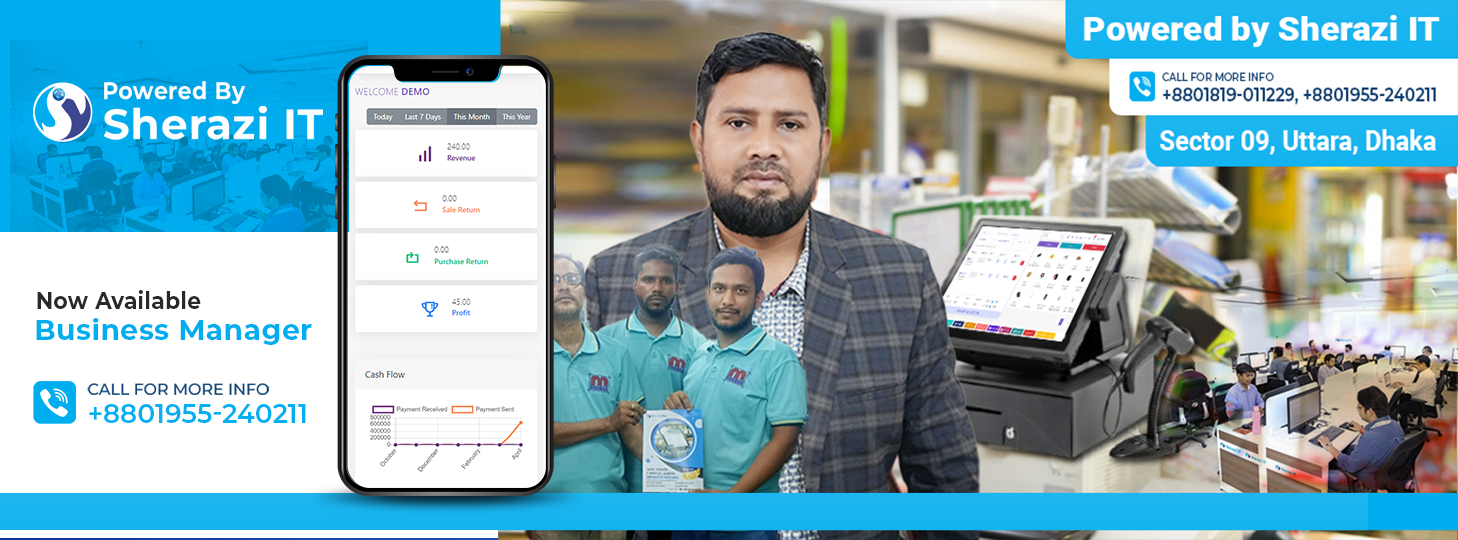 Powered By
Sherazi IT
Now Available
Business Manager
CALL FOR MORE INFO
+8801955-240211
WELCOME DEMO
Today Last 7 Days This Month This Year
240.00
Revenue
0.00
Sale Return
0.00
Purchase Return
45.00
Profit
Cash Flow
Payment Received Payment Sent
800000
600000
400000
200000
0
October December February April
Powered by Sherazi IT
CALL FOR MORE INFO
+8801819-011229, +8801955-240211
Sector 09, Uttara, Dhaka